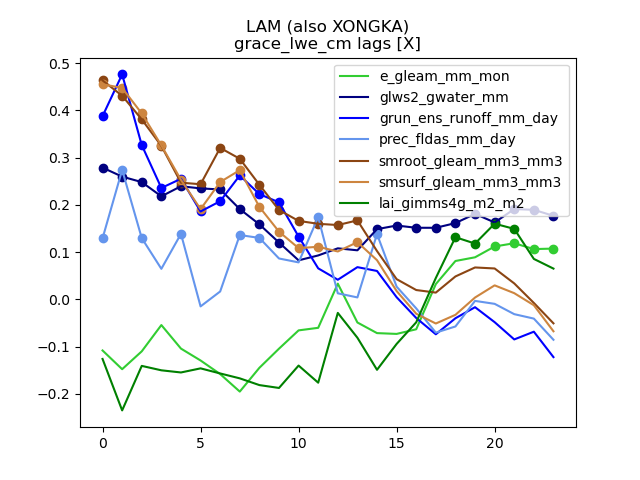 LAM (also XONGKA)
grace_lwe_cm lags [X]
e_gleam_mm_mon
glws2_gwater_mm
grun_ens_runoff_mm_day
prec_fldas_mm_day
smroot_gleam_mm3_mm3
smsurf_gleam_mm3_mm3
lai_gimms4g_m2_m2
0.5
0.4
0.3
0.2
0.1
0.0
−0.1
−0.2
0 5 10 15 20